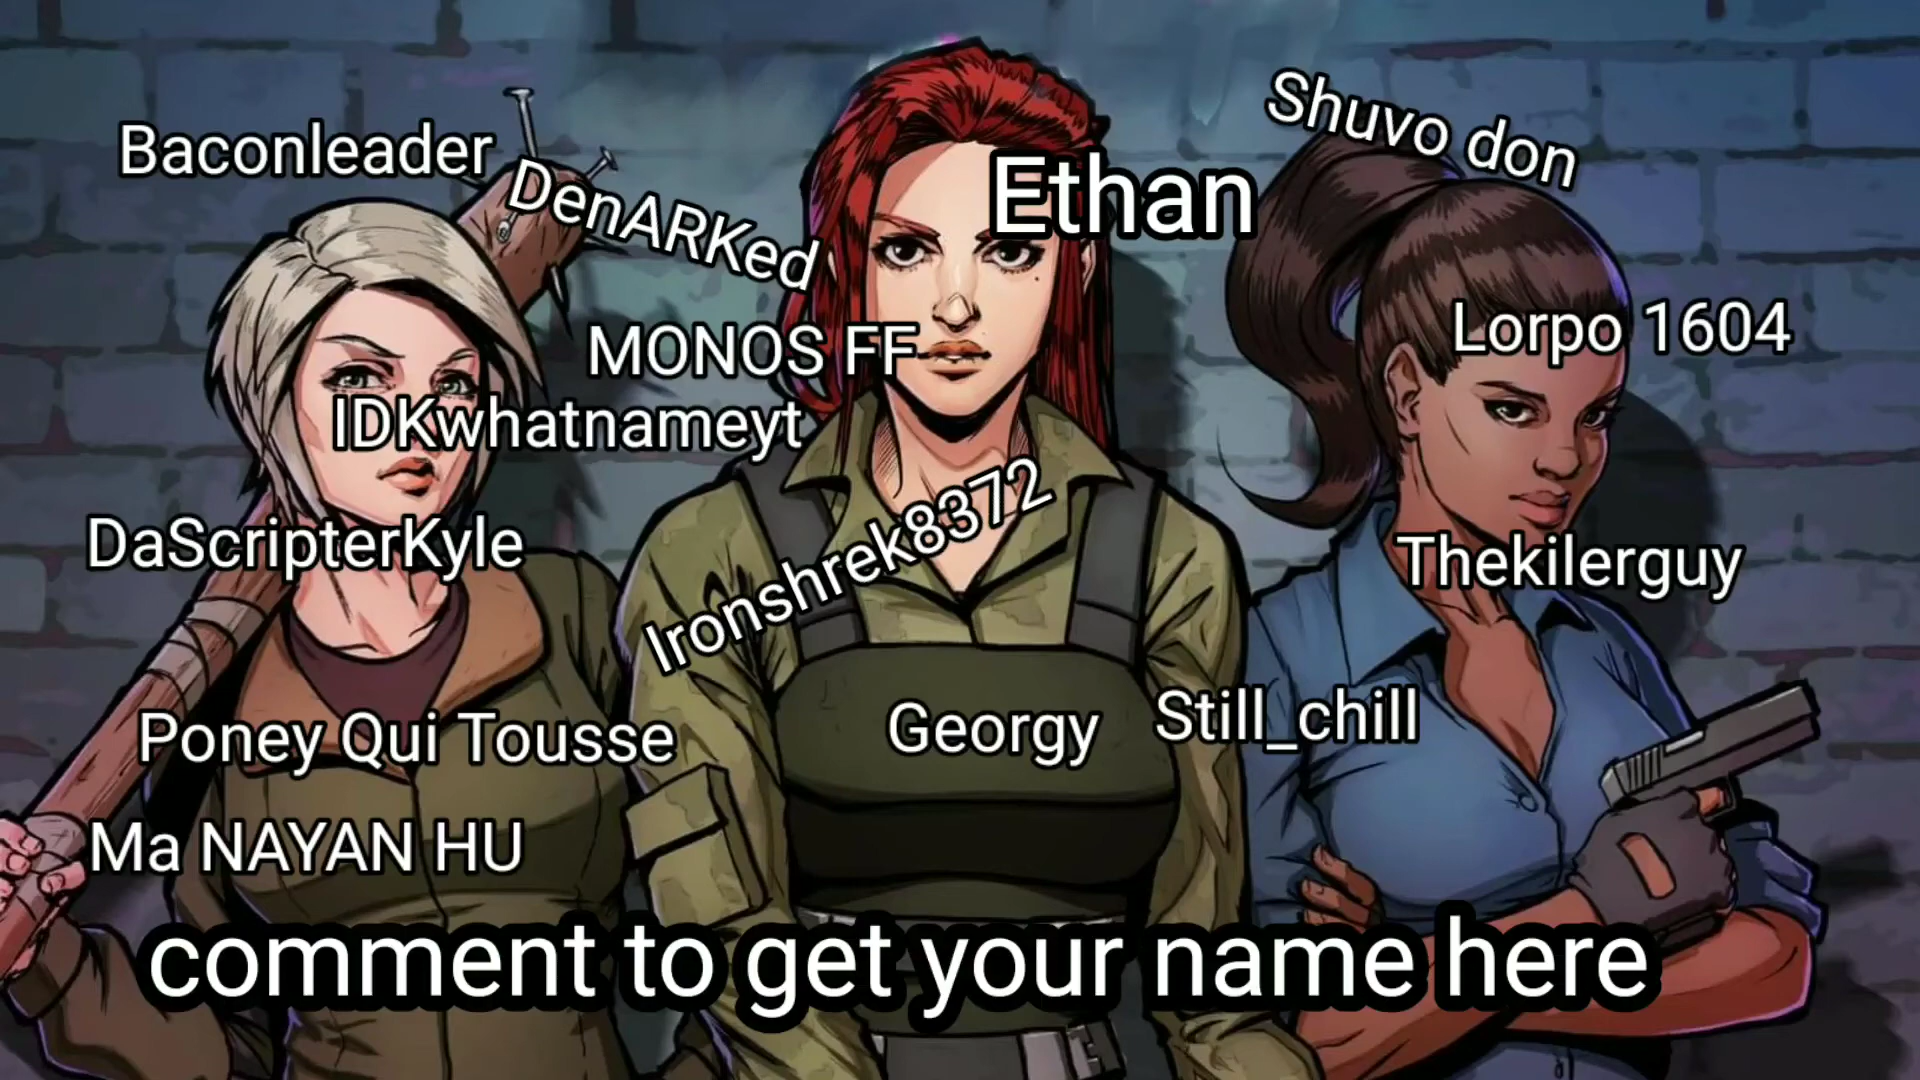 Baconleader
DenARKed
Ethan
Shuvo don
MONOS FF
Lorpo 1604
IDKwhatnameyt
DaScripterKyle
Ironshrek8372
Thekilerguy
Poney Qui Tousse
Georgy
Still_chill
Ma NAYAN HU
comment to get your name here